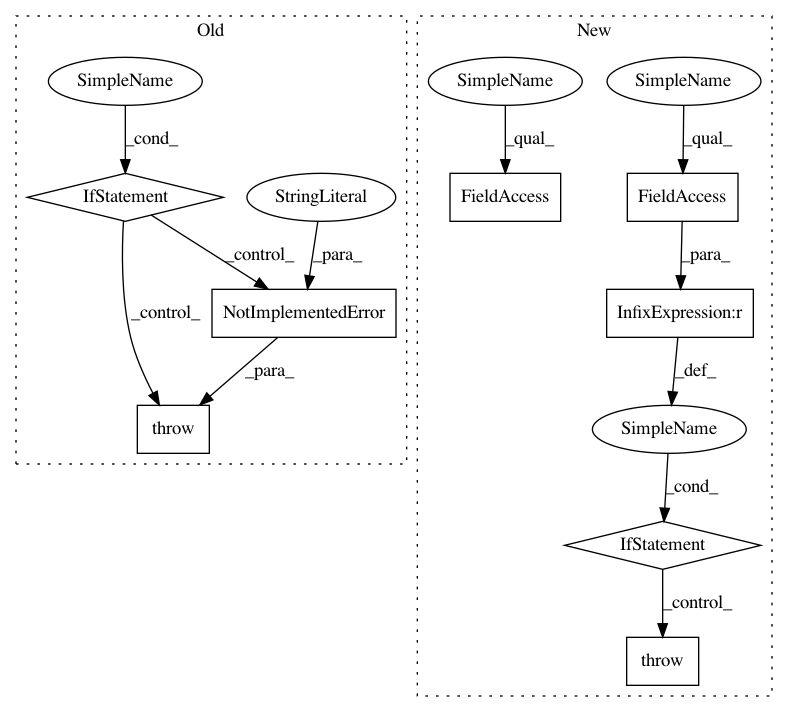 Old
New
SimpleName
SimpleName
SimpleName
_cond_
_qual_
_qual_
IfStatement
StringLiteral
FieldAccess
FieldAccess
_control_
_para_
_para_
_control_
NotImplementedError
InfixExpression:r
_para_
_def_
throw
SimpleName
_cond_
IfStatement
_control_
throw